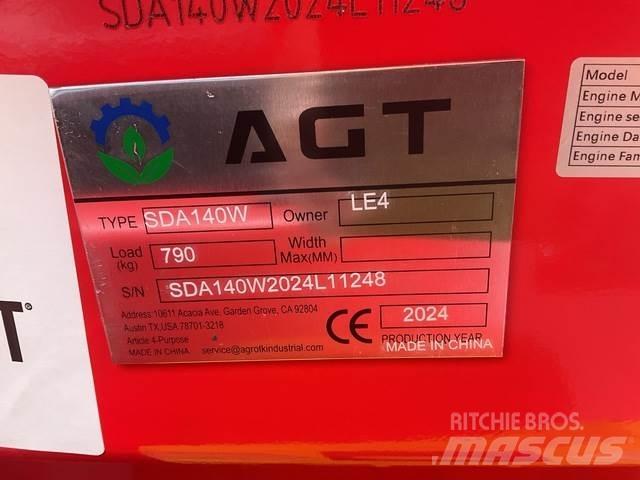 SDA140W2024L11248
AGT
TYPE SDA140W Owner LE4
Load (kg) 790 Width Max(MM)
S/N SDA140W2024L11248
Address:10611 Acacia Ave, Garden Grove, CA 92804
Austin TX,USA 78701-3218
Article 4-Purpose
MADE IN CHINA service@agrotkindustrial.com
CE 2024
PRODUCTION YEAR
MADE IN CHINA
Model
Engine M
Engine se
Engine Da
Engine Fam
T®
RITCHIE BROS.
MASCUS